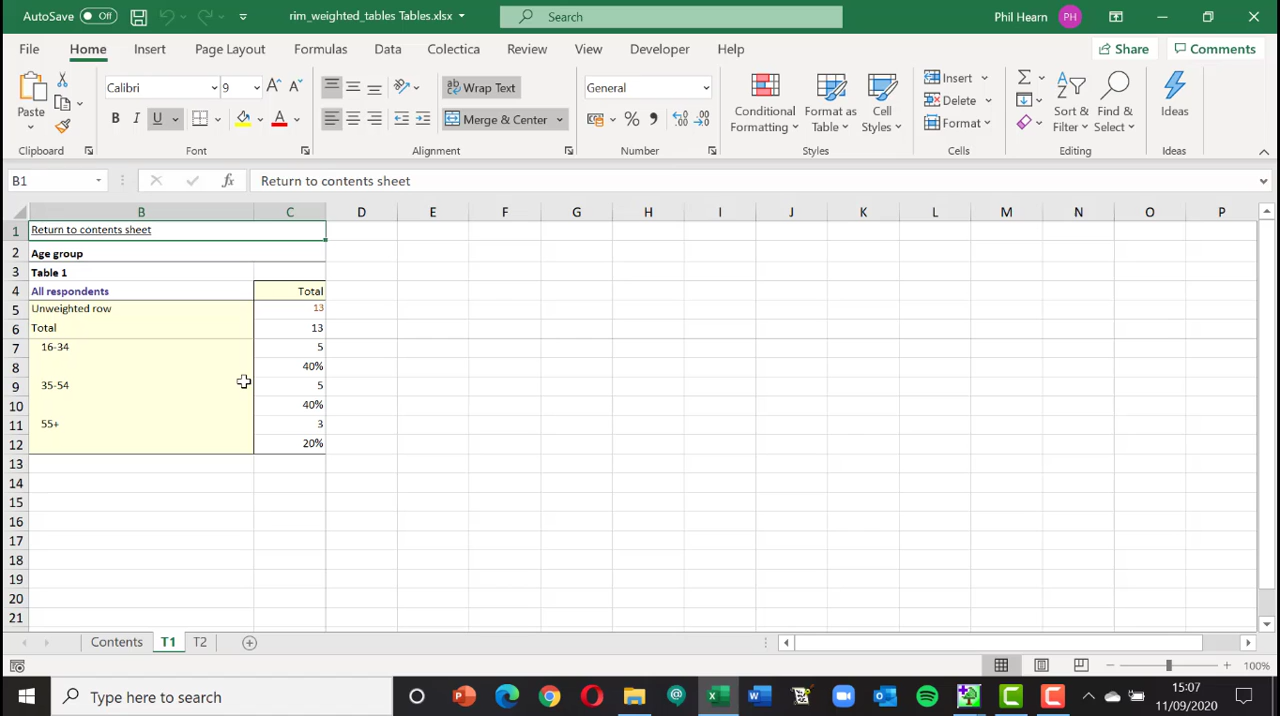 AutoSave Off rim_weighted_tables Tables.xlsx Search Phil Hearn PH
File Home Insert Page Layout Formulas Data Colectica Review View Developer Help Share Comments
Paste Calibri 9 A A ab Wrap Text General Conditional Formatting Format as Table Cell Styles Insert Delete Format Sort & Filter Find & Select Ideas
B I U A Merge & Center % ,
Clipboard Font Alignment Number Styles Cells Editing Ideas
B1 fx Return to contents sheet
B C D E F G H I J K L M N O P
1 Return to contents sheet
2 Age group
3 Table 1
4 All respondents Total
5 Unweighted row 13
6 Total 13
7 16-34 5
8 40%
9 35-54 5
10 40%
11 55+ 3
12 20%
13
14
15
16
17
18
19
20
21
Contents T1 T2
100%
Type here to search 15:07
11/09/2020